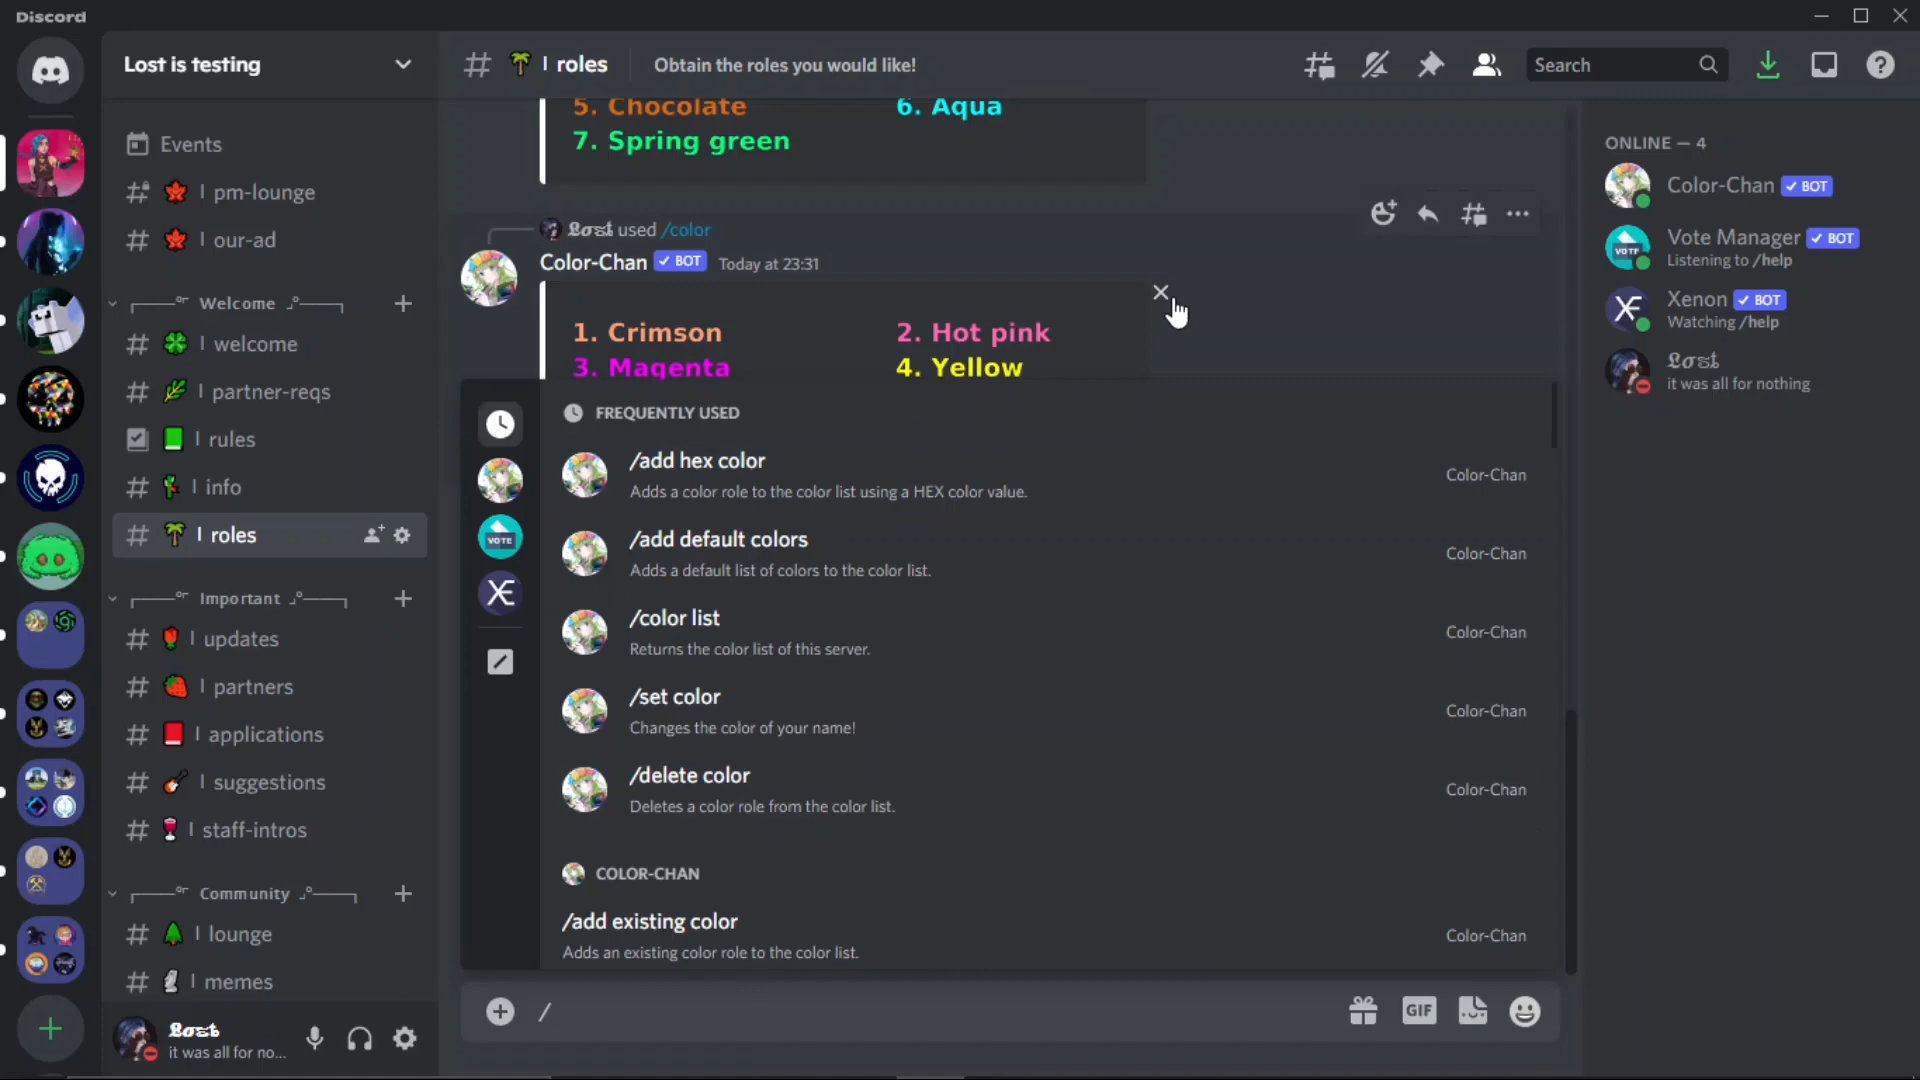 Discord
Lost is testing
Events
| pm-lounge
| our-ad
Welcome
| welcome
| partner-reqs
| rules
| info
| roles
Important
| updates
| partners
| applications
| suggestions
| staff-intros
Community
| lounge
| memes
𝕷𝖔𝖘𝖙
it was all for no...
| roles
Obtain the roles you would like!
Search
5. Chocolate
6. Aqua
7. Spring green
𝕷𝖔𝖘𝖙 used /color
Color-Chan ✓ BOT Today at 23:31
1. Crimson
2. Hot pink
3. Magenta
4. Yellow
FREQUENTLY USED
/add hex color
Adds a color role to the color list using a HEX color value.
Color-Chan
/add default colors
Adds a default list of colors to the color list.
Color-Chan
/color list
Returns the color list of this server.
Color-Chan
/set color
Changes the color of your name!
Color-Chan
/delete color
Deletes a color role from the color list.
Color-Chan
COLOR-CHAN
/add existing color
Adds an existing color role to the color list.
Color-Chan
VOTE
XE
/
GIF
ONLINE — 4
Color-Chan ✓ BOT
Vote Manager ✓ BOT
Listening to /help
VOTE
Xenon ✓ BOT
Watching /help
XE
𝕷𝖔𝖘𝖙
it was all for nothing